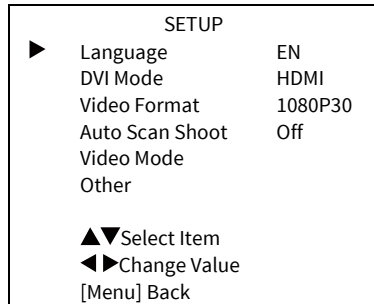 SETUP
▶ Language EN
DVI Mode HDMI
Video Format 1080P30
Auto Scan Shoot Off
Video Mode
Other
▲▼Select Item
◀▶Change Value
[Menu] Back